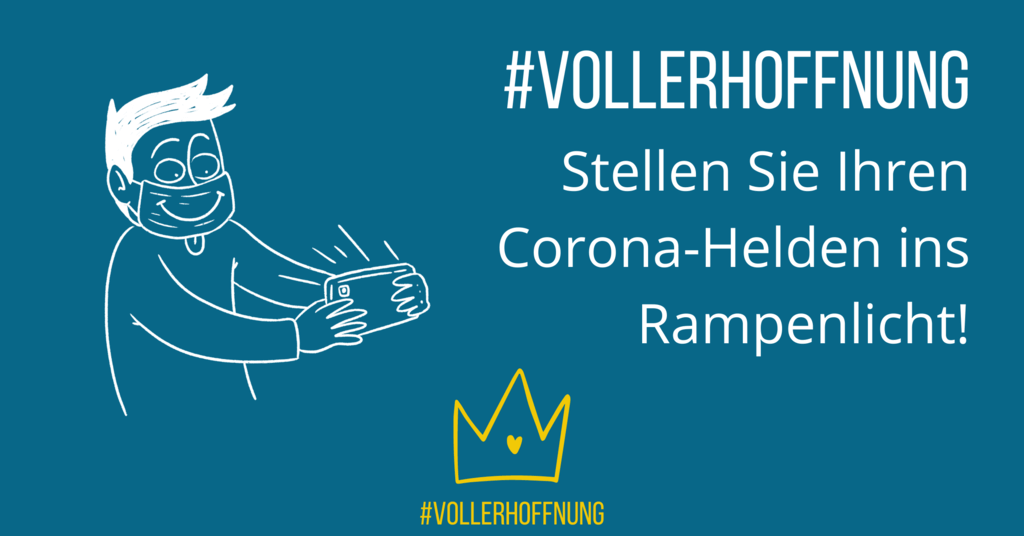 #VOLLERHOFFNUNG
Stellen Sie Ihren
Corona-Helden ins
Rampenlicht!
#VOLLERHOFFNUNG